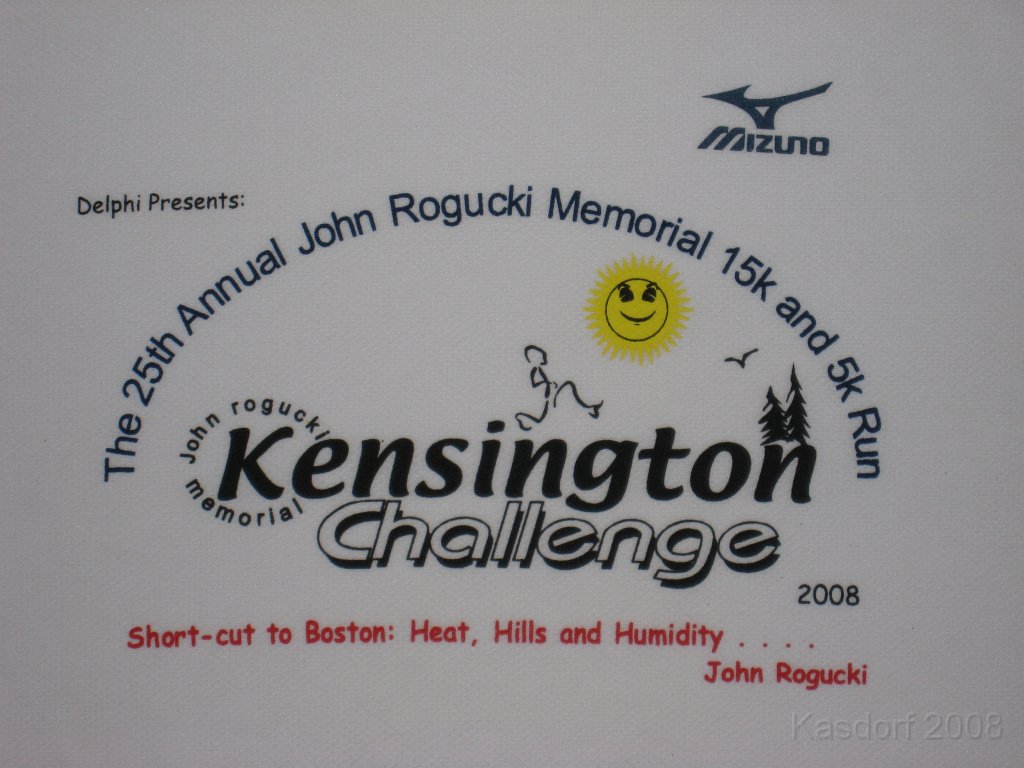 MIZUNO
Delphi Presents:
The 25th Annual John Rogucki Memorial 15k and 5k Run
John rogucki
memorial
Kensington
Challenge
2008
Short-cut to Boston: Heat, Hills and Humidity . . . .
John Rogucki
Kasdorf 2008